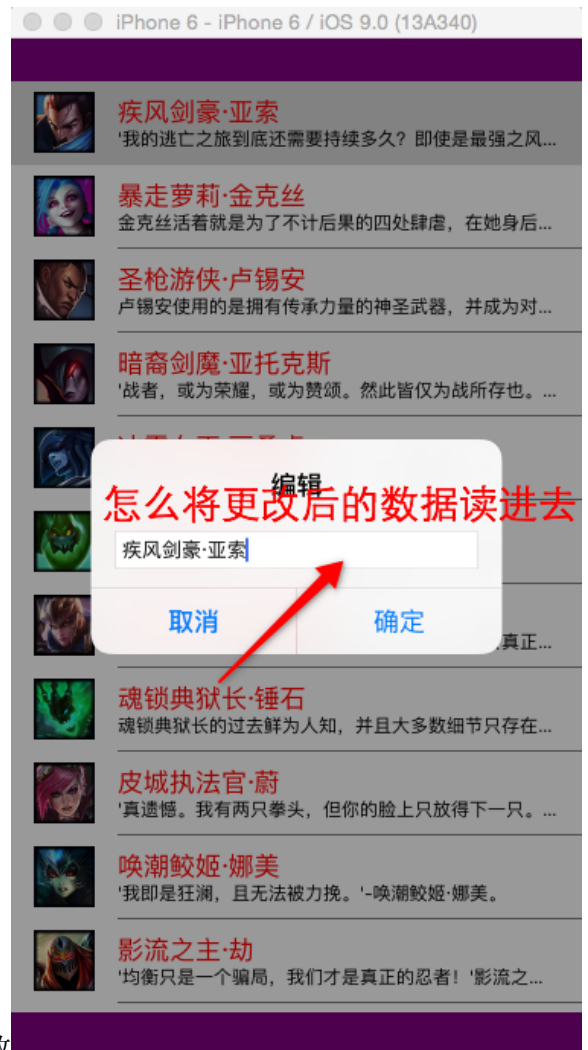 iPhone 6 - iPhone 6 / iOS 9.0 (13A340)
疾风剑豪·亚索
'我的逃亡之旅到底还需要持续多久？即使是最强之风...
暴走萝莉·金克丝
金克丝活着就是为了不计后果的四处肆虐，在她身后...
圣枪游侠·卢锡安
卢锡安使用的是拥有传承力量的神圣武器，并成为对...
暗裔剑魔·亚托克斯
'战者，或为荣耀，或为赞颂。然此皆仅为战所存也。...
编辑
怎么将更改后的数据读进去
疾风剑豪·亚索
取消
确定
真正...
魂锁典狱长·锤石
魂锁典狱长的过去鲜为人知，并且大多数细节只存在...
皮城执法官·蔚
'真遗憾。我有两只拳头，但你的脸上只放得下一只。...
唤潮鲛姬·娜美
'我即是狂澜，且无法被力挽。'-唤潮鲛姬·娜美。
影流之主·劫
'均衡只是一个骗局，我们才是真正的忍者！'影流之...